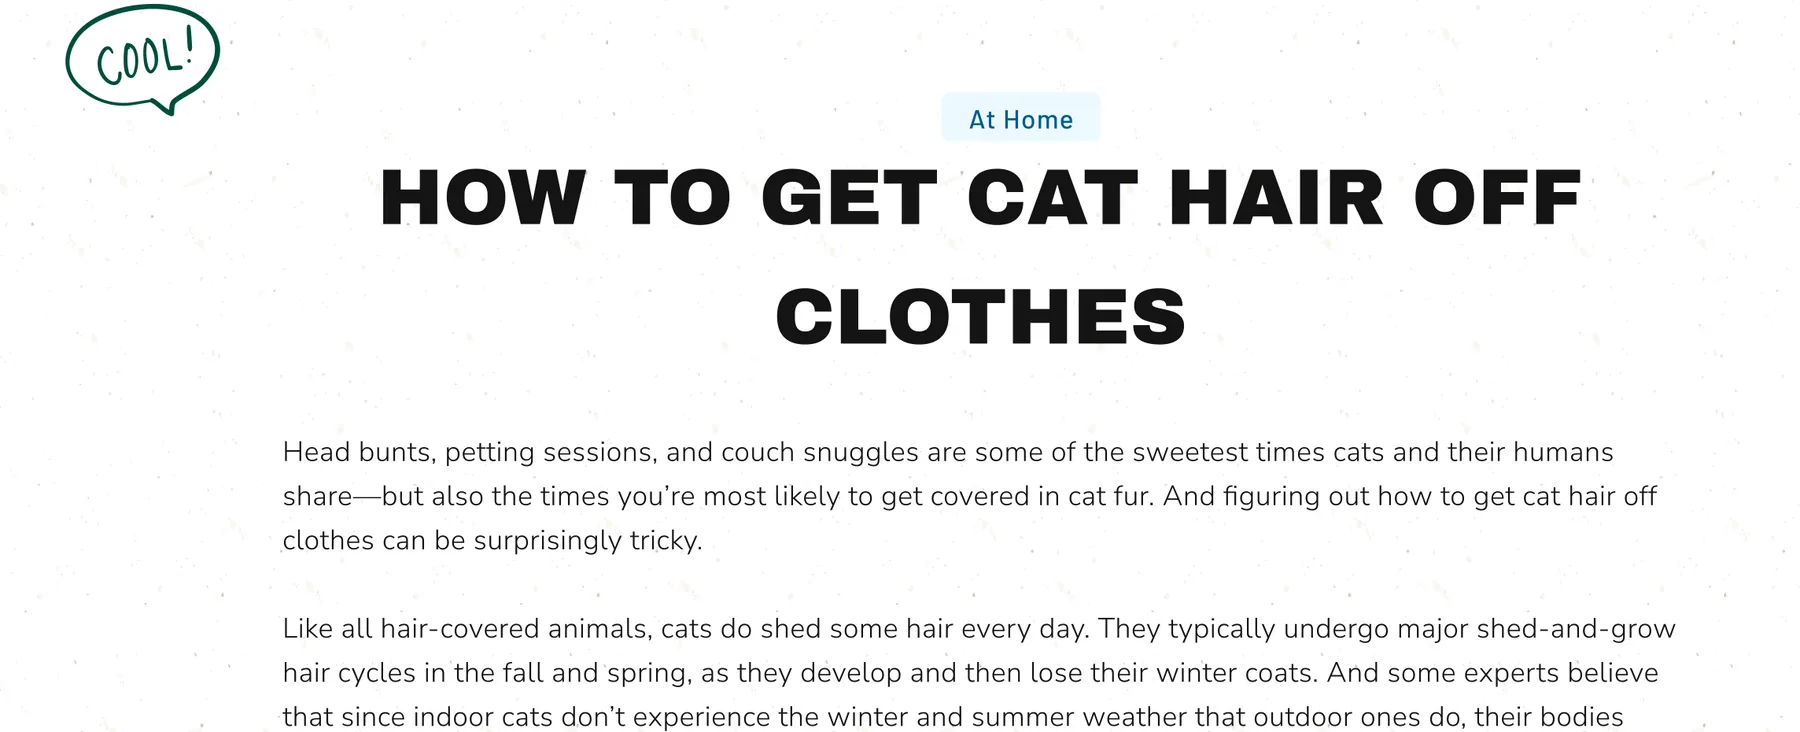 COOL!
At Home
HOW TO GET CAT HAIR OFF
CLOTHES
Head bunts, petting sessions, and couch snuggles are some of the sweetest times cats and their humans
share—but also the times you’re most likely to get covered in cat fur. And figuring out how to get cat hair off
clothes can be surprisingly tricky.
Like all hair-covered animals, cats do shed some hair every day. They typically undergo major shed-and-grow
hair cycles in the fall and spring, as they develop and then lose their winter coats. And some experts believe
that since indoor cats don’t experience the winter and summer weather that outdoor ones do, their bodies